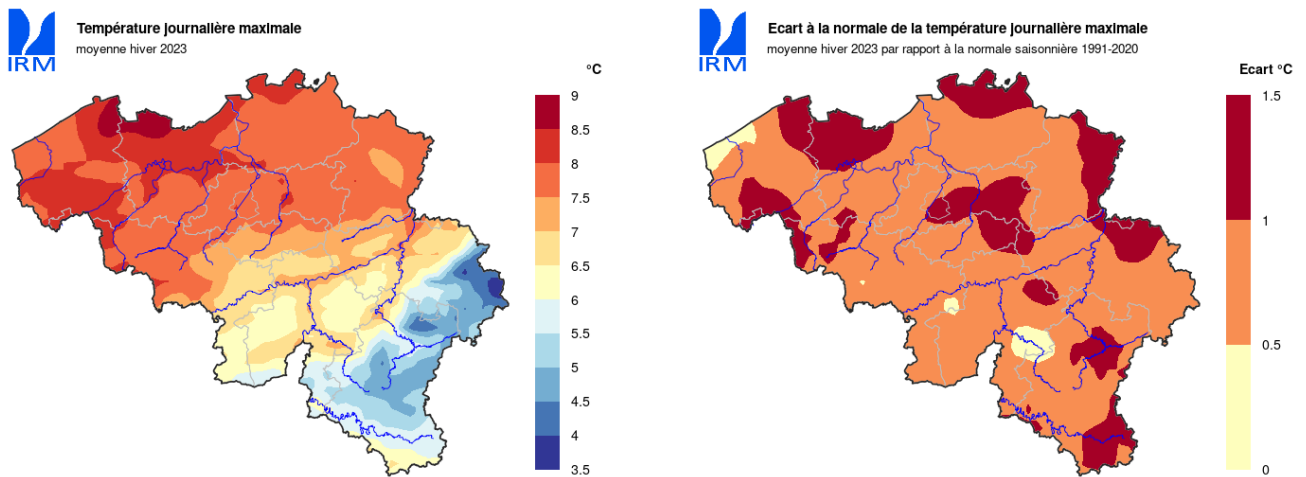 Température journalière maximale
moyenne hiver 2023
IRM
°C
9
8.5
8
7.5
7
6.5
6
5.5
5
4.5
4
3.5
Ecart à la normale de la température journalière maximale
moyenne hiver 2023 par rapport à la normale saisonnière 1991-2020
IRM
Ecart °C
1.5
1
0.5
0